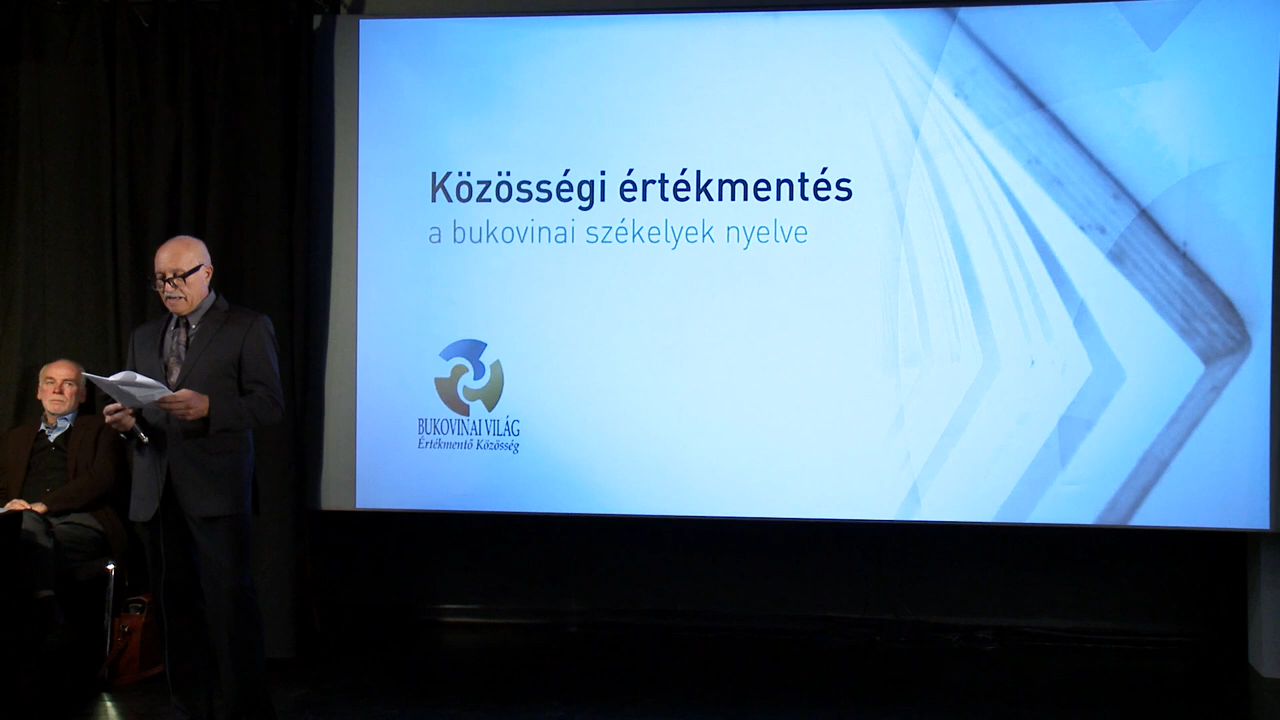 Közösségi értékmentés
a bukovinai székelyek nyelve
BUKOVINAI VILÁG
Értékmentő Közösség